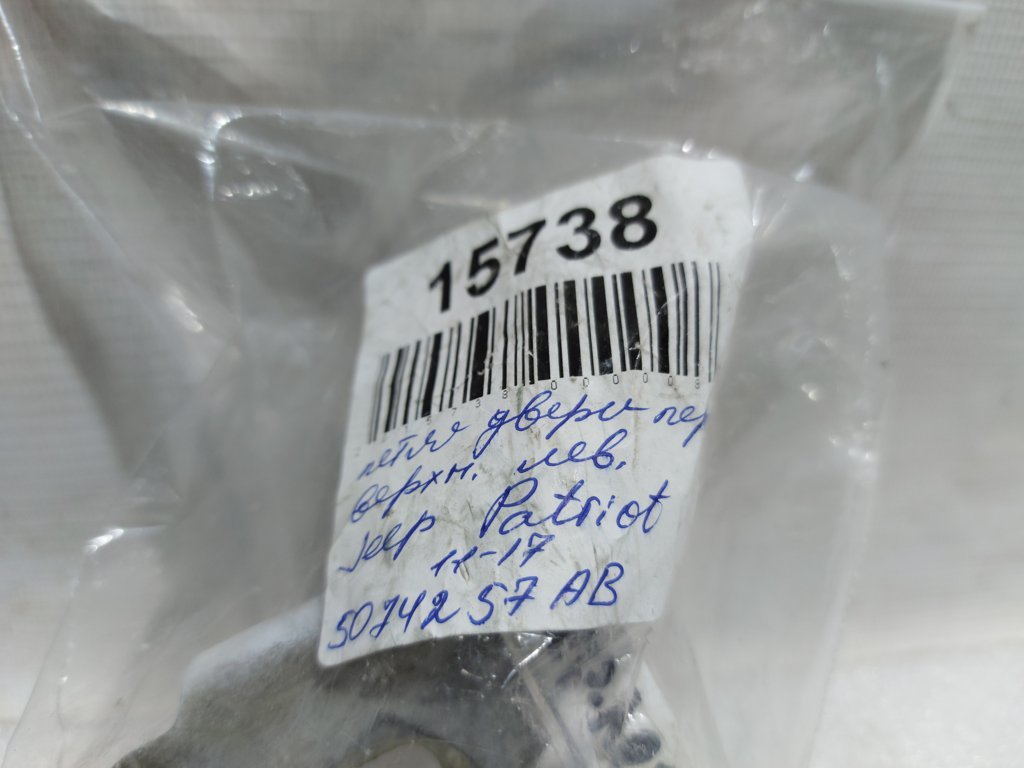 15738
петля двери пер
верхн. лев.
Jeep Patriot
11-17
5074257AB